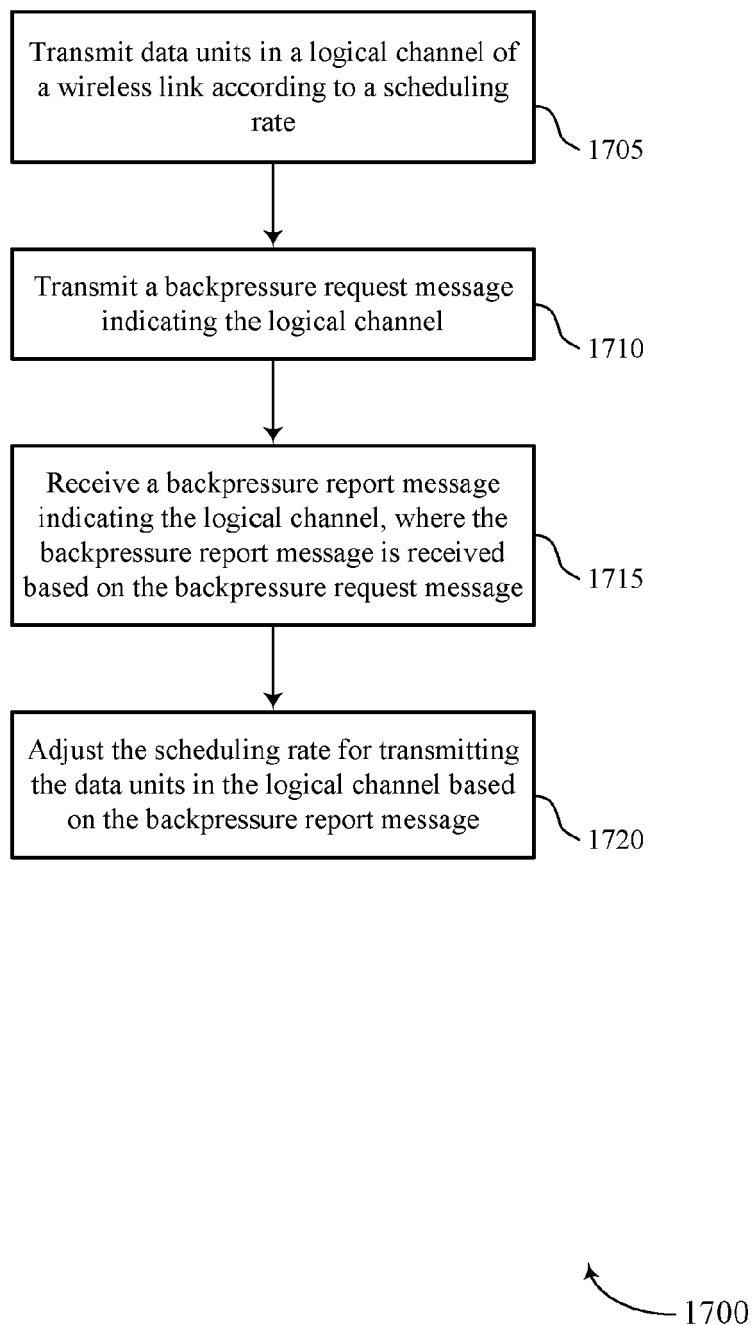 Transmit data units in a logical channel of
a wireless link according to a scheduling
rate
1705
Transmit a backpressure request message
indicating the logical channel
1710
Receive a backpressure report message
indicating the logical channel, where the
backpressure report message is received
based on the backpressure request message
1715
Adjust the scheduling rate for transmitting
the data units in the logical channel based
on the backpressure report message
1720
1700